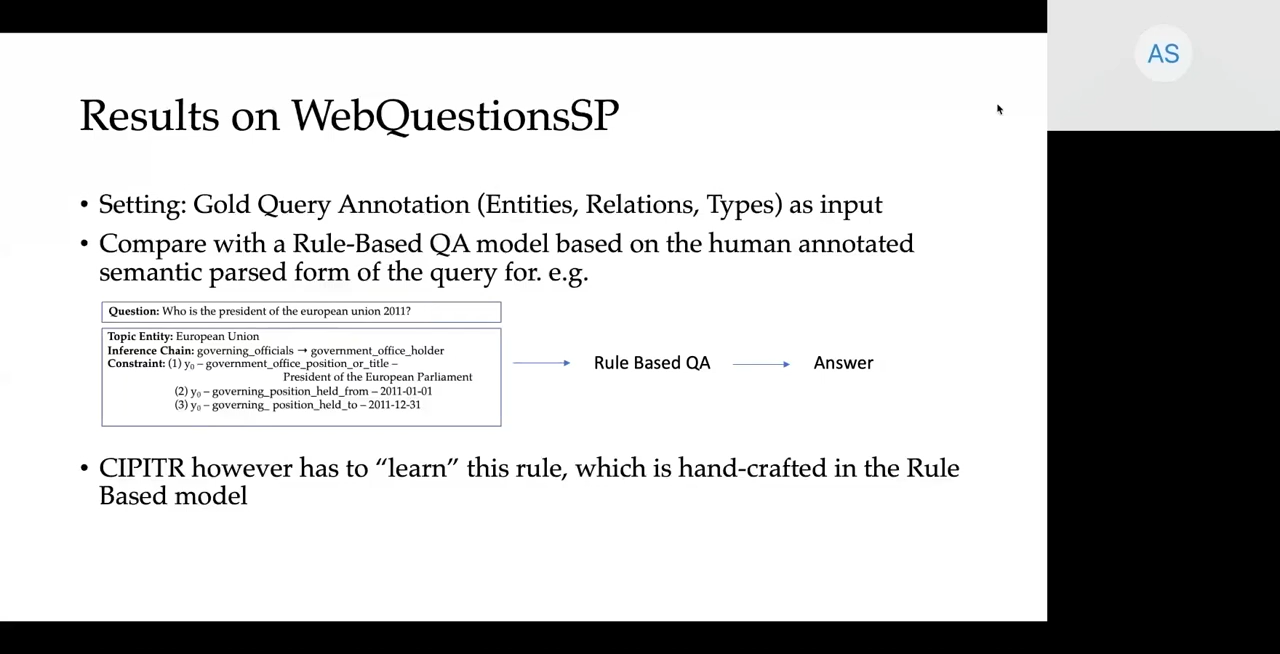 AS
Results on WebQuestionsSP
• Setting: Gold Query Annotation (Entities, Relations, Types) as input
• Compare with a Rule-Based QA model based on the human annotated
semantic parsed form of the query for. e.g.
Question: Who is the president of the european union 2011?
Topic Entity: European Union
Inference Chain: governing_officials → government_office_holder
Constraint: (1) y₀ – government_office_position_or_title –
President of the European Parliament
(2) y₀ – governing_position_held_from – 2011-01-01
(3) y₀ – governing_ position_held_to – 2011-12-31
Rule Based QA
Answer
• CIPITR however has to “learn” this rule, which is hand-crafted in the Rule
Based model